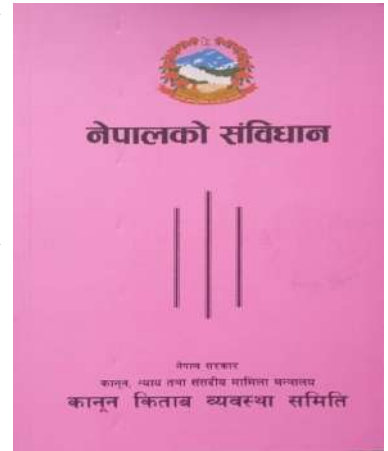 नेपालको संविधान
नेपाल सरकार
कानून, न्याय तथा संसदीय मामिला मन्त्रालय
कानून किताब व्यवस्था समिति